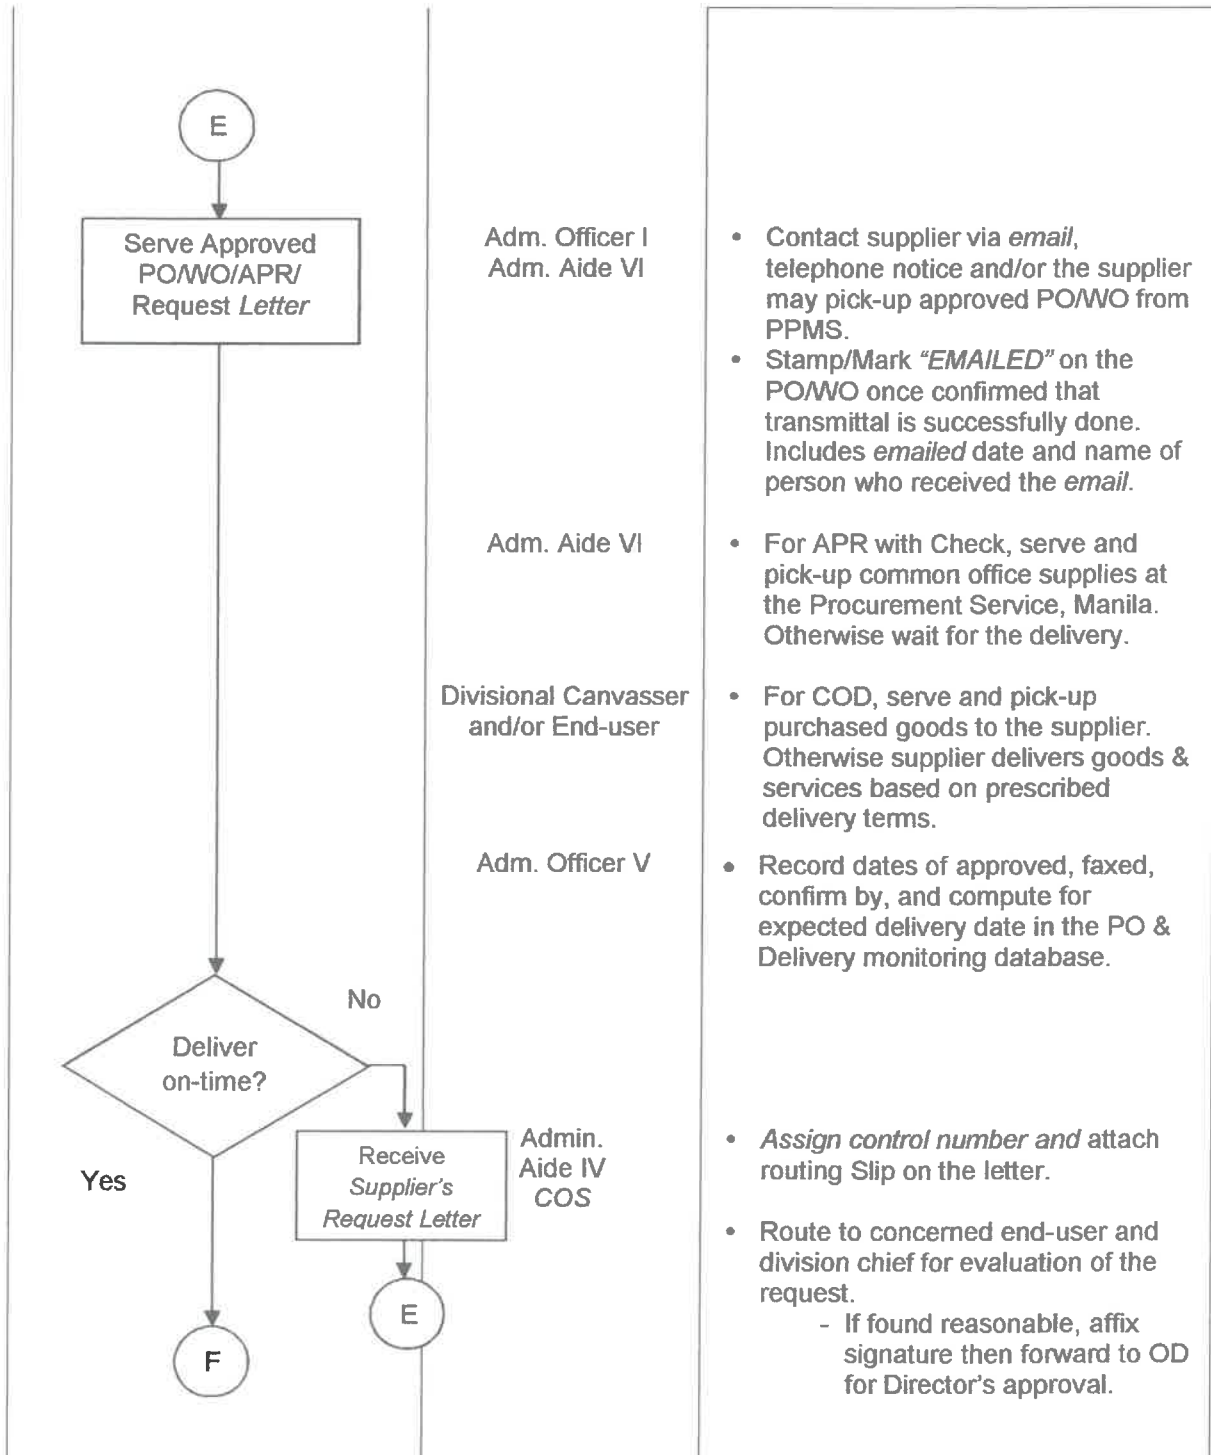 E
Serve Approved
PO/WO/APR/
Request Letter
Adm. Officer I
Adm. Aide VI
• Contact supplier via email,
telephone notice and/or the supplier
may pick-up approved PO/WO from
PPMS.
• Stamp/Mark "EMAILED" on the
PO/WO once confirmed that
transmittal is successfully done.
Includes emailed date and name of
person who received the email.
Adm. Aide VI
• For APR with Check, serve and
pick-up common office supplies at
the Procurement Service, Manila.
Otherwise wait for the delivery.
Divisional Canvasser
and/or End-user
• For COD, serve and pick-up
purchased goods to the supplier.
Otherwise supplier delivers goods &
services based on prescribed
delivery terms.
Adm. Officer V
• Record dates of approved, faxed,
confirm by, and compute for
expected delivery date in the PO &
Delivery monitoring database.
Deliver
on-time?
No
Yes
Receive
Supplier's
Request Letter
Admin.
Aide IV
COS
• Assign control number and attach
routing Slip on the letter.
• Route to concerned end-user and
division chief for evaluation of the
request.
- If found reasonable, affix
signature then forward to OD
for Director's approval.
E
F